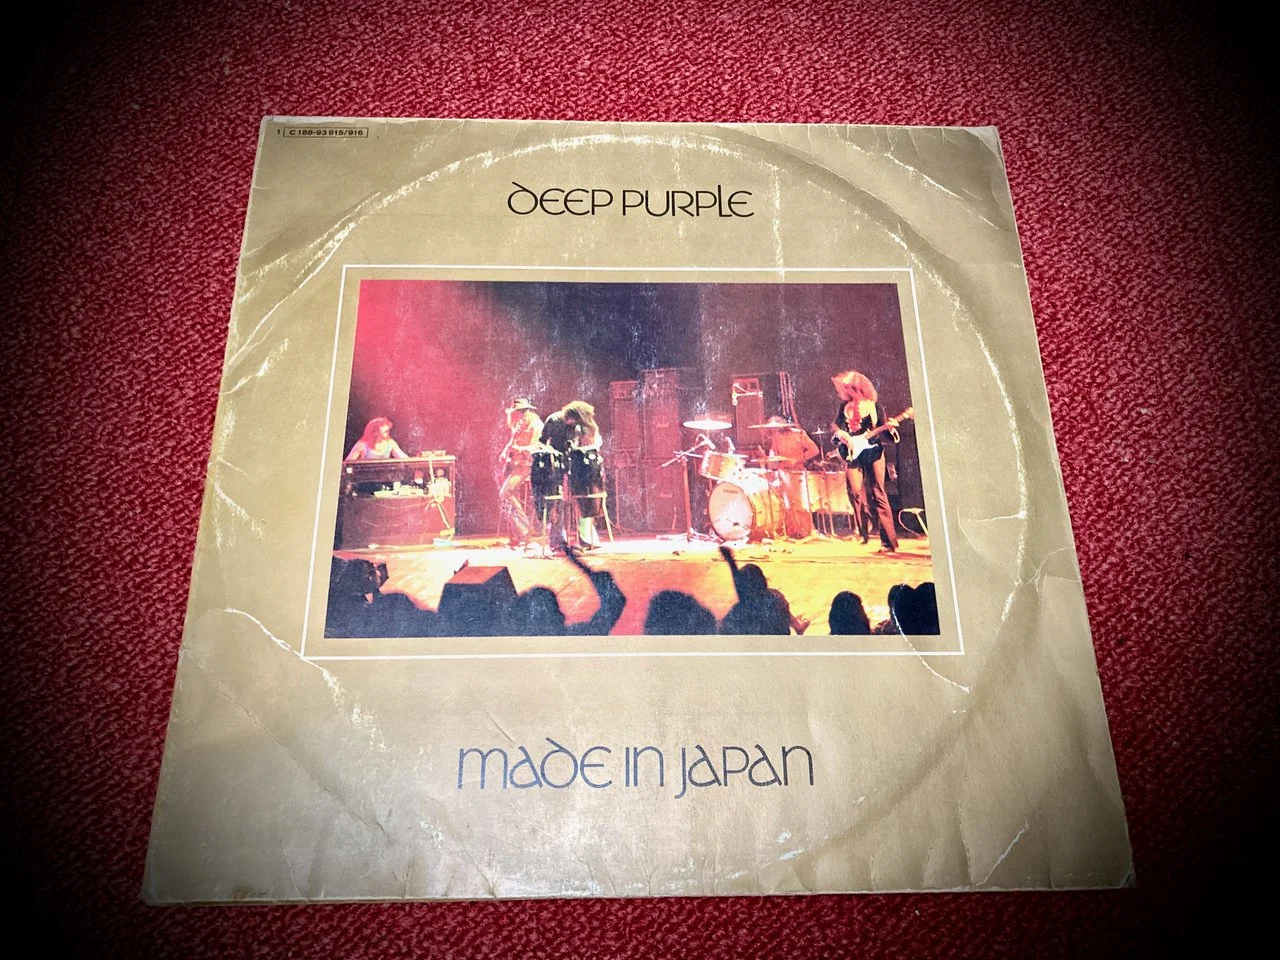 1 C 188-93 915/916
DEEP PURPLE
MADE IN JAPAN